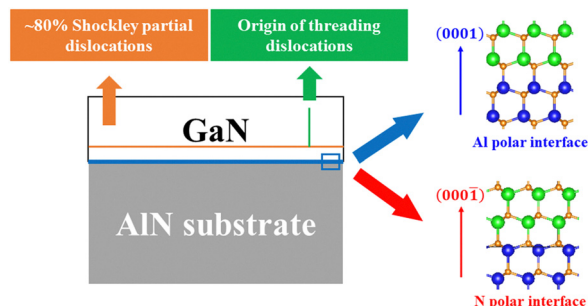 ~80% Shockley partial
dislocations
Origin of threading
dislocations
(0001)
GaN
Al polar interface
AlN substrate
(0001̄)
N polar interface